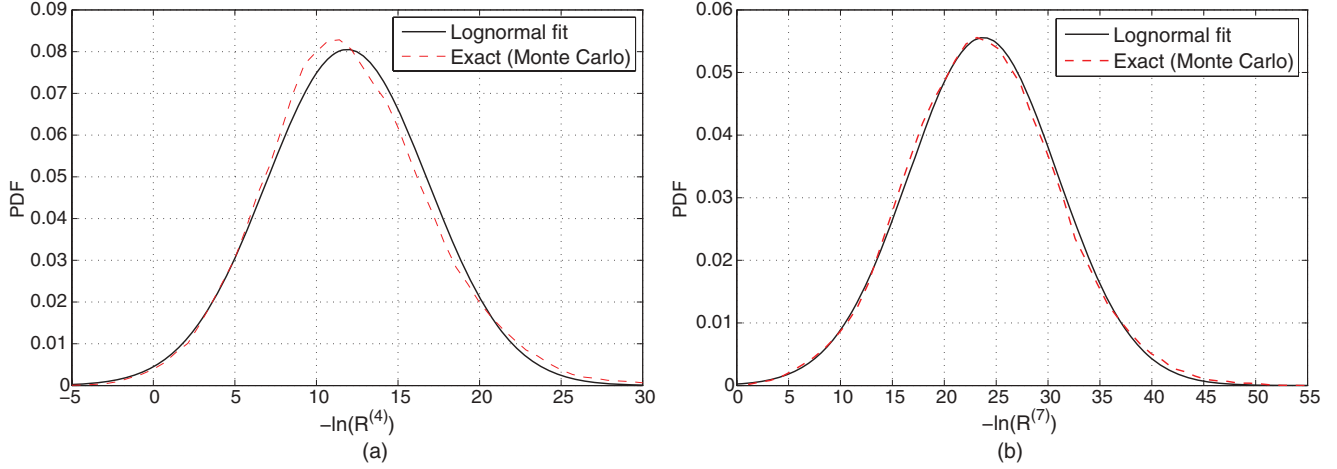 0.09
0.08
0.07
0.06
0.05
0.04
0.03
0.02
0.01
0
PDF
Lognormal fit
Exact (Monte Carlo)
−5 0 5 10 15 20 25 30
−ln(R^(4))
(a)
0.06
0.05
0.04
0.03
0.02
0.01
0
PDF
Lognormal fit
Exact (Monte Carlo)
0 5 10 15 20 25 30 35 40 45 50 55
−ln(R^(7))
(b)